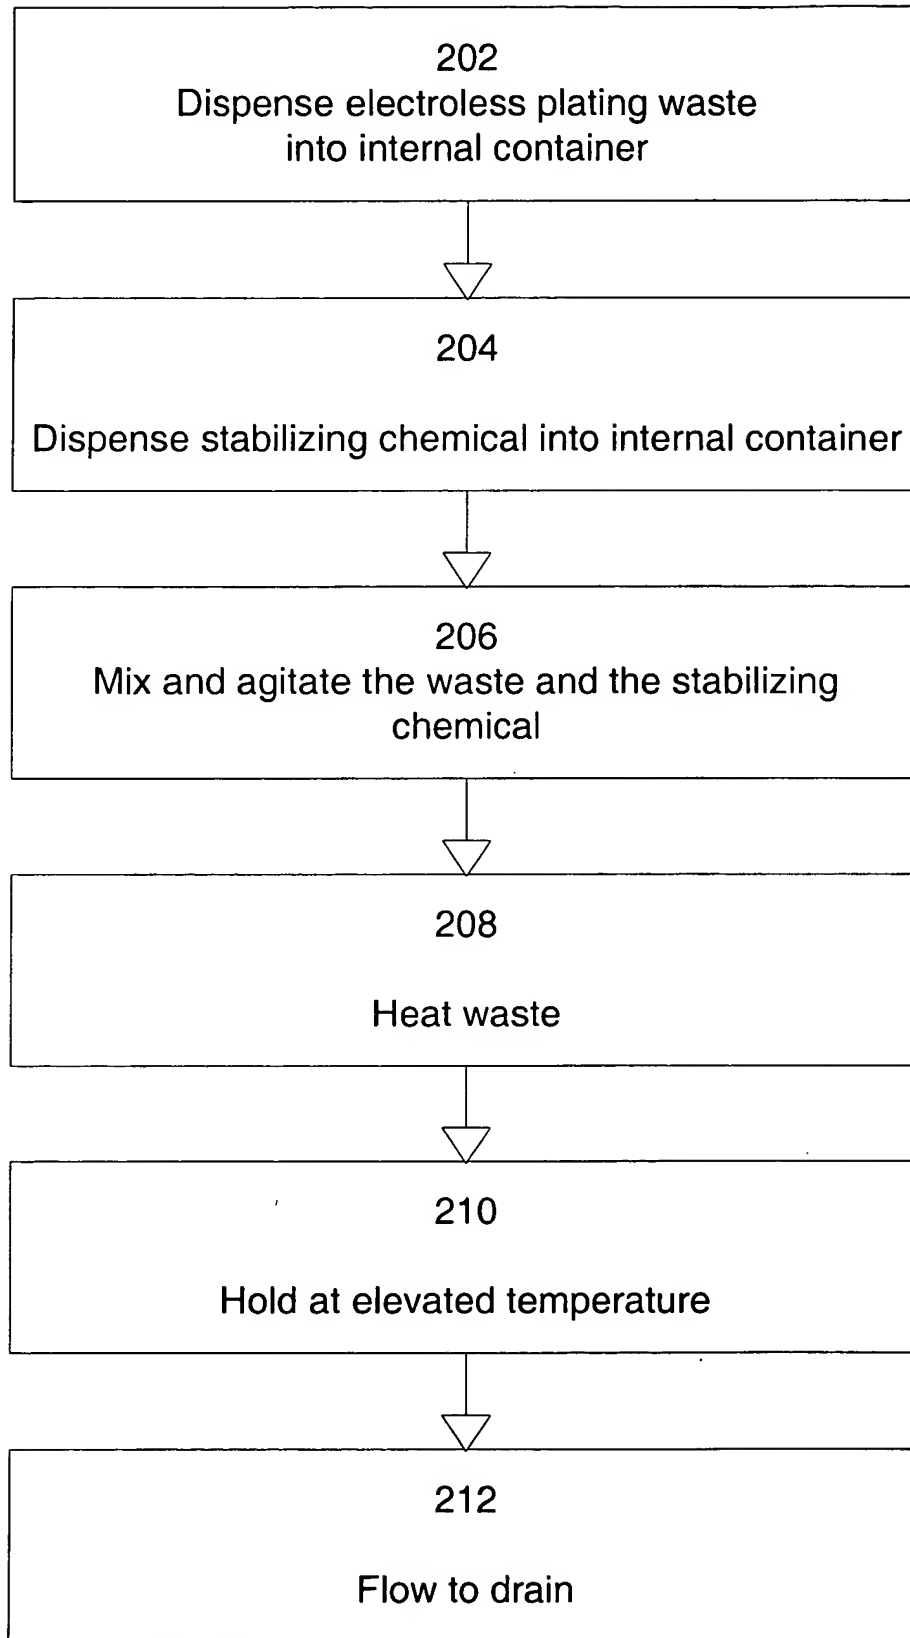 202
Dispense electroless plating waste
into internal container
204
Dispense stabilizing chemical into internal container
206
Mix and agitate the waste and the stabilizing
chemical
208
Heat waste
210
Hold at elevated temperature
212
Flow to drain